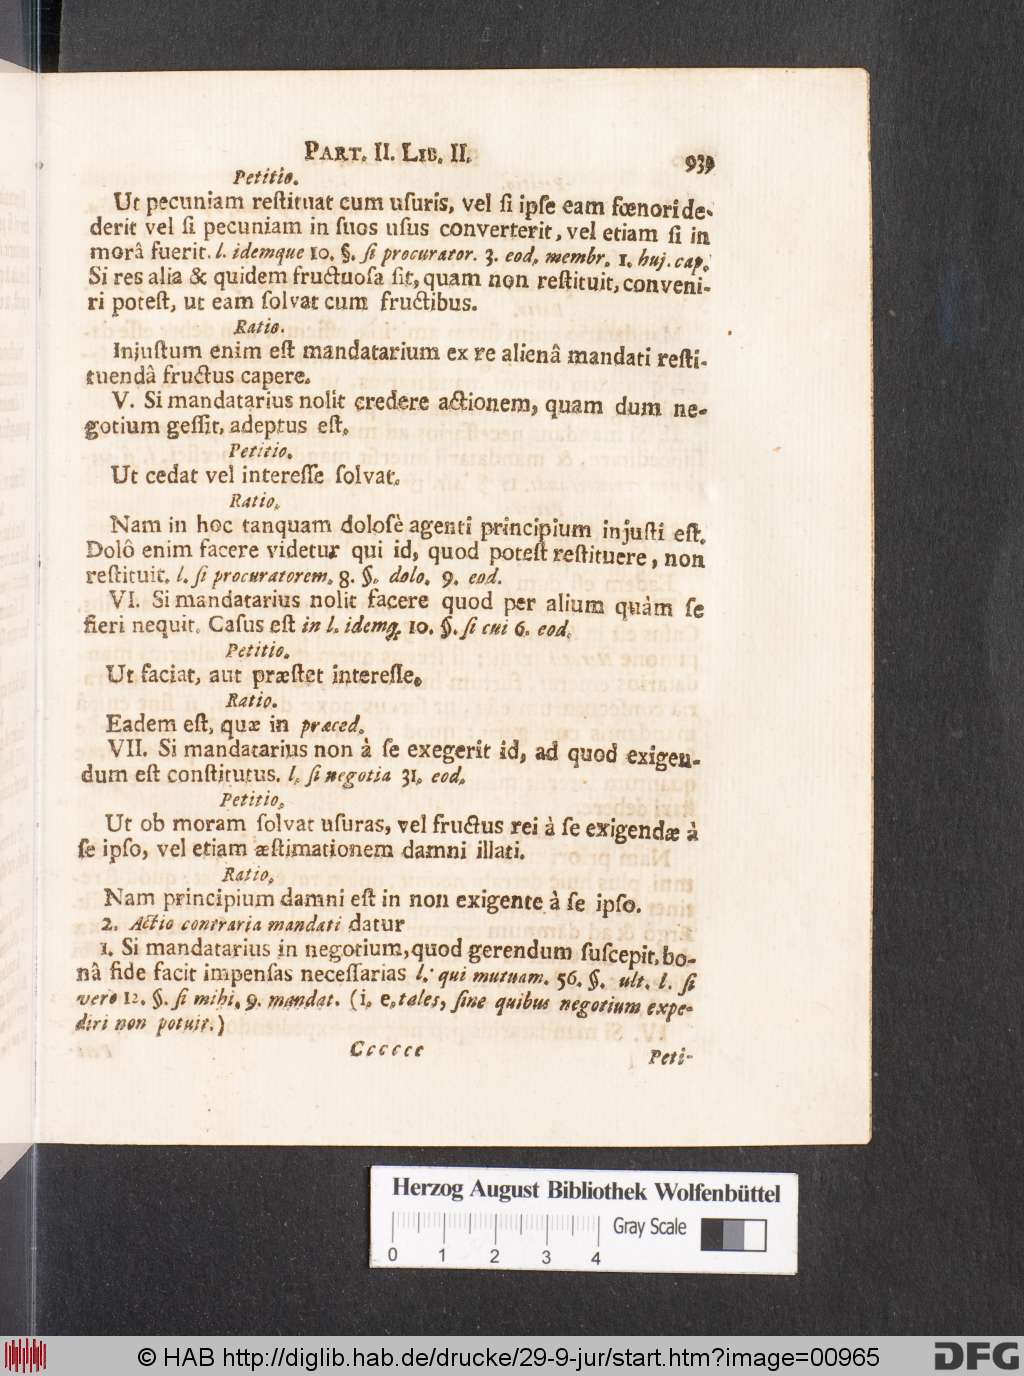 PART. II. LIB. II. 939
Petitio.
Ut pecuniam reſtituat cum uſuris, vel ſi ipſe eam fœnori de-
derit vel ſi pecuniam in ſuos uſus converterit, vel etiam ſi in
morâ fuerit. l. idemque 10. §. ſi procurator. 3. eod. membr. 1. huj. cap.
Si res alia & quidem fructuoſa ſit, quam non reſtituit, conveni-
ri poteſt, ut eam ſolvat cum fructibus.
Ratio.
Injuſtum enim eſt mandatarium ex re alienâ mandati reſti-
tuendâ fructus capere.
V. Si mandatarius nolit credere actionem, quam dum ne-
gotium geſſit, adeptus eſt.
Petitio.
Ut cedat vel intereſſe ſolvat.
Ratio.
Nam in hoc tanquam doloſè agenti principium injuſti eſt.
Dolô enim facere videtur qui id, quod poteſt reſtituere, non
reſtituit. l. ſi procuratorem. 8. §. dolo. 9. eod.
VI. Si mandatarius nolit facere quod per alium quàm ſe
fieri nequit. Caſus eſt in l. idemq; 10. §. ſi cui 6. eod.
Petitio.
Ut faciat, aut præſtet intereſſe.
Ratio.
Eadem eſt, quæ in præced.
VII. Si mandatarius non à ſe exegerit id, ad quod exigen-
dum eſt conſtitutus. l. ſi negotia 31. eod.
Petitio.
Ut ob moram ſolvat uſuras, vel fructus rei à ſe exigendæ à
ſe ipſo, vel etiam æſtimationem damni illati.
Ratio.
Nam principium damni eſt in non exigente à ſe ipſo.
2. Actio contraria mandati datur
1. Si mandatarius in negotium, quod gerendum ſuſcepit, bo-
nâ fide facit impenſas neceſſarias l. qui mutuam. 56. §. ult. l. ſi
vero 12. §. ſi mihi. 9. mandat. (i. e. tales, ſine quibus negotium expe-
diri non potuit.)
Cccccc Peti-
Herzog August Bibliothek Wolfenbüttel
Gray Scale
0 1 2 3 4
© HAB http://diglib.hab.de/drucke/29-9-jur/start.htm?image=00965
DFG